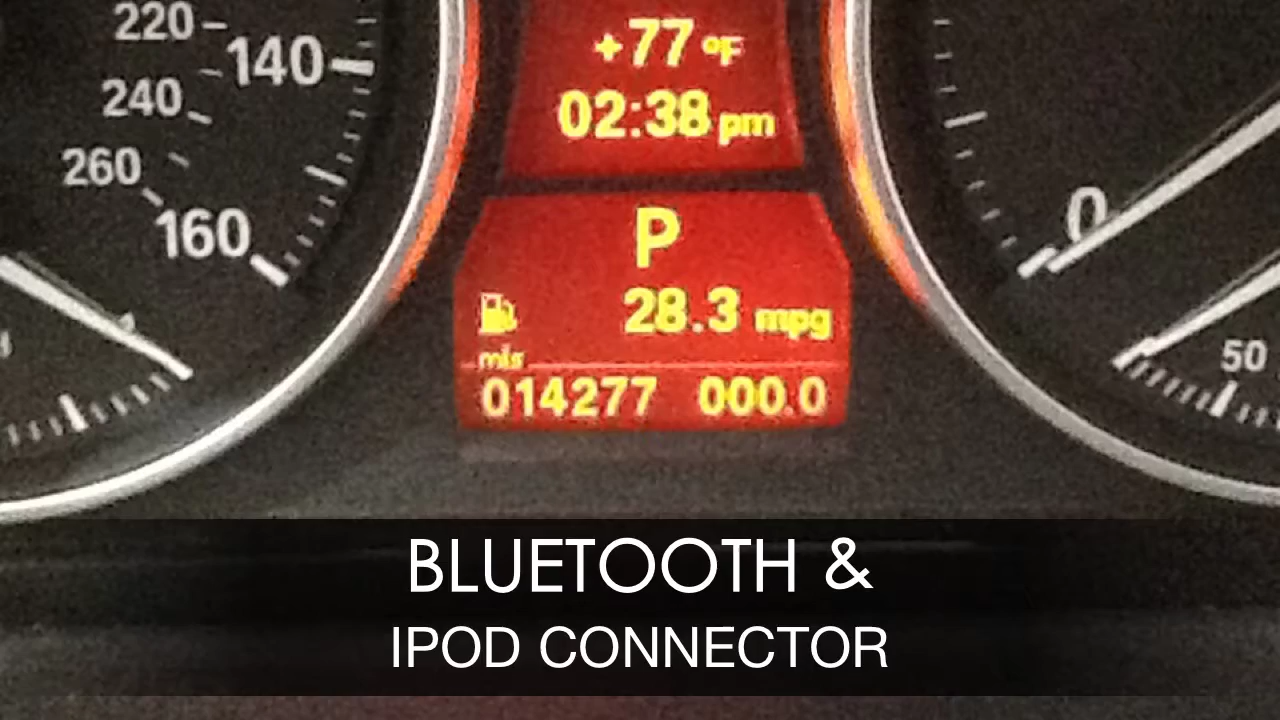 220
140
240
260
160
+77 °F
02:38 pm
P
28.3 mpg
mls
014277 000.0
0
50
BLUETOOTH &
IPOD CONNECTOR